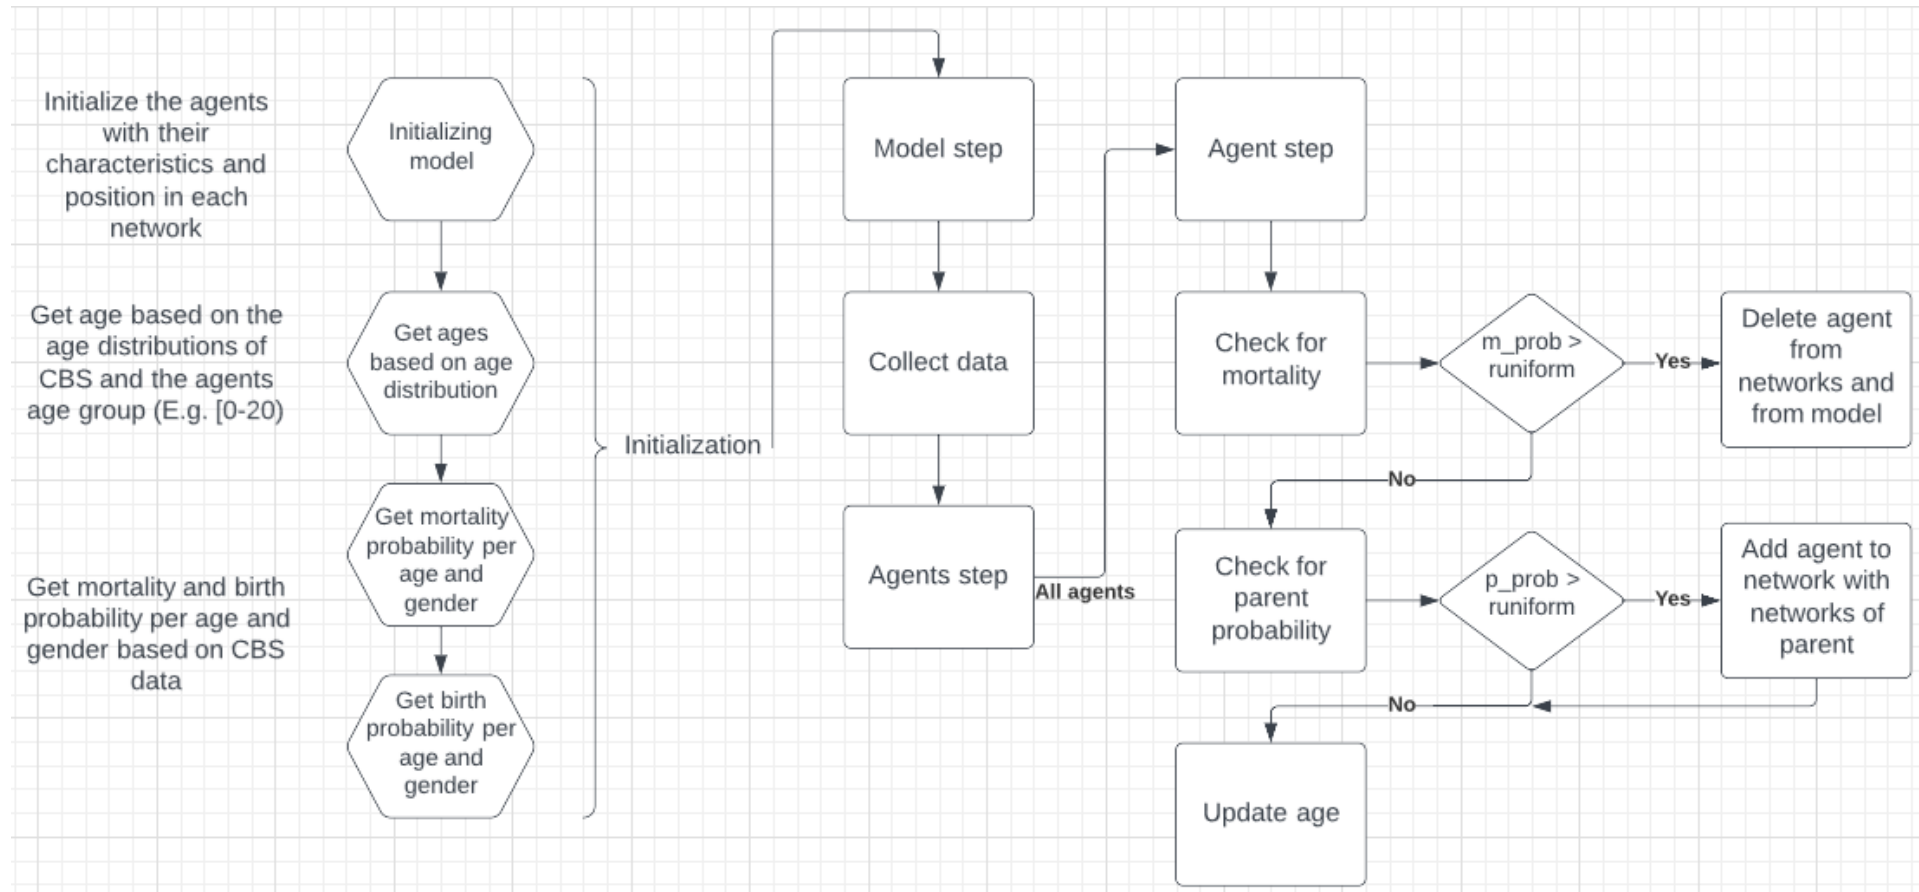 Initialize the agents
with their
characteristics and
position in each
network
Get age based on the
age distributions of
CBS and the agents
age group (E.g. [0-20)
Get mortality and birth
probability per age and
gender based on CBS
data
Initializing
model
Get ages
based on age
distribution
Get mortality
probability per
age and
gender
Get birth
probability per
age and
gender
Initialization
Model step
Collect data
Agents step
All agents
Agent step
Check for
mortality
m_prob >
runiform
Yes
Delete agent
from
networks and
from model
No
Check for
parent
probability
p_prob >
runiform
Yes
Add agent to
network with
networks of
parent
No
Update age